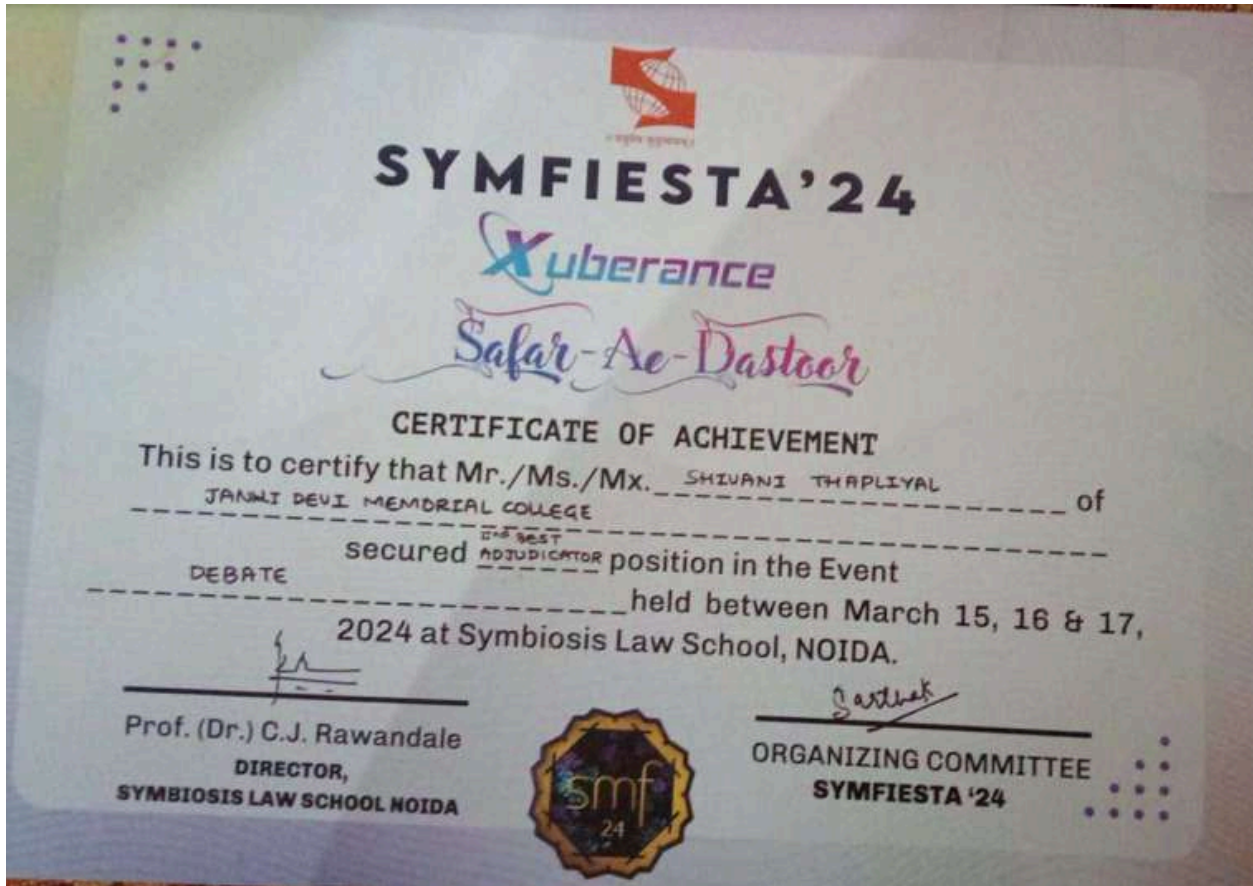 SYMFIESTA'24
Xuberance
Safar-Ae-Dastoor
CERTIFICATE OF ACHIEVEMENT
This is to certify that Mr./Ms./Mx. SHIVANI THAPLIYAL of
JANKI DEVI MEMORIAL COLLEGE
2nd BEST
secured ADJUDICATOR position in the Event
DEBATE held between March 15, 16 & 17,
2024 at Symbiosis Law School, NOIDA.
Sarthak
Prof. (Dr.) C.J. Rawandale
DIRECTOR,
SYMBIOSIS LAW SCHOOL NOIDA
smf
24
ORGANIZING COMMITTEE
SYMFIESTA '24